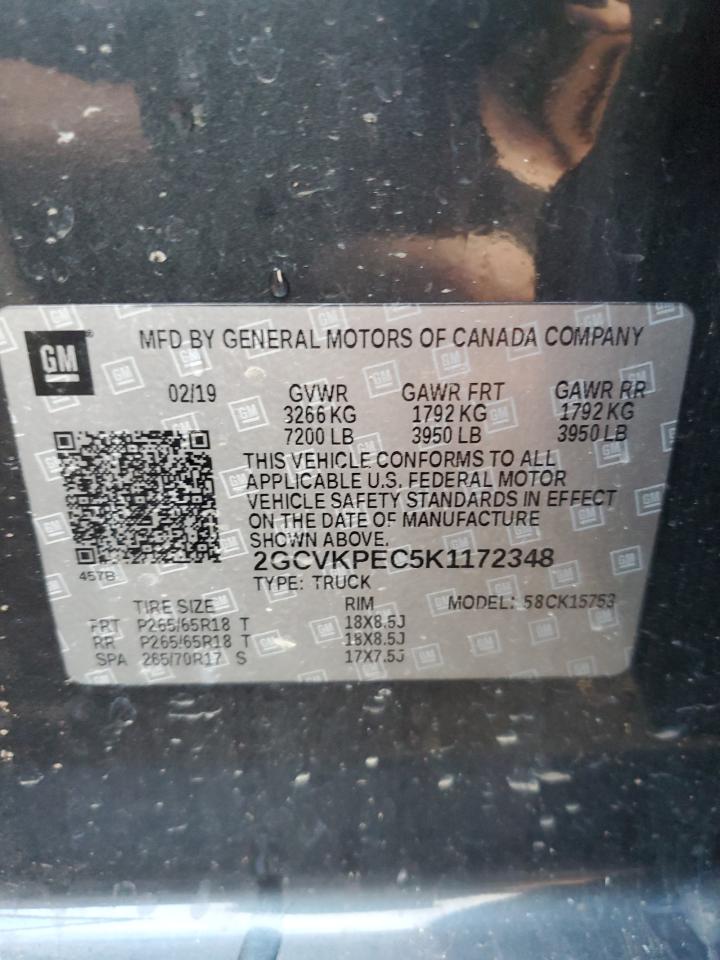 GM ®
MFD BY GENERAL MOTORS OF CANADA COMPANY
02/19 GVWR GAWR FRT GAWR RR
3266 KG 1792 KG 1792 KG
7200 LB 3950 LB 3950 LB
THIS VEHICLE CONFORMS TO ALL
APPLICABLE U.S. FEDERAL MOTOR
VEHICLE SAFETY STANDARDS IN EFFECT
ON THE DATE OF MANUFACTURE
SHOWN ABOVE.
2GCVKPEC5K1172348
457B
TYPE: TRUCK
TIRE SIZE RIM MODEL: 58CK15753
FRT P265/65R18 T 18X8.5J
RR P265/65R18 T 18X8.5J
SPA 265/70R17 S 17X7.5J